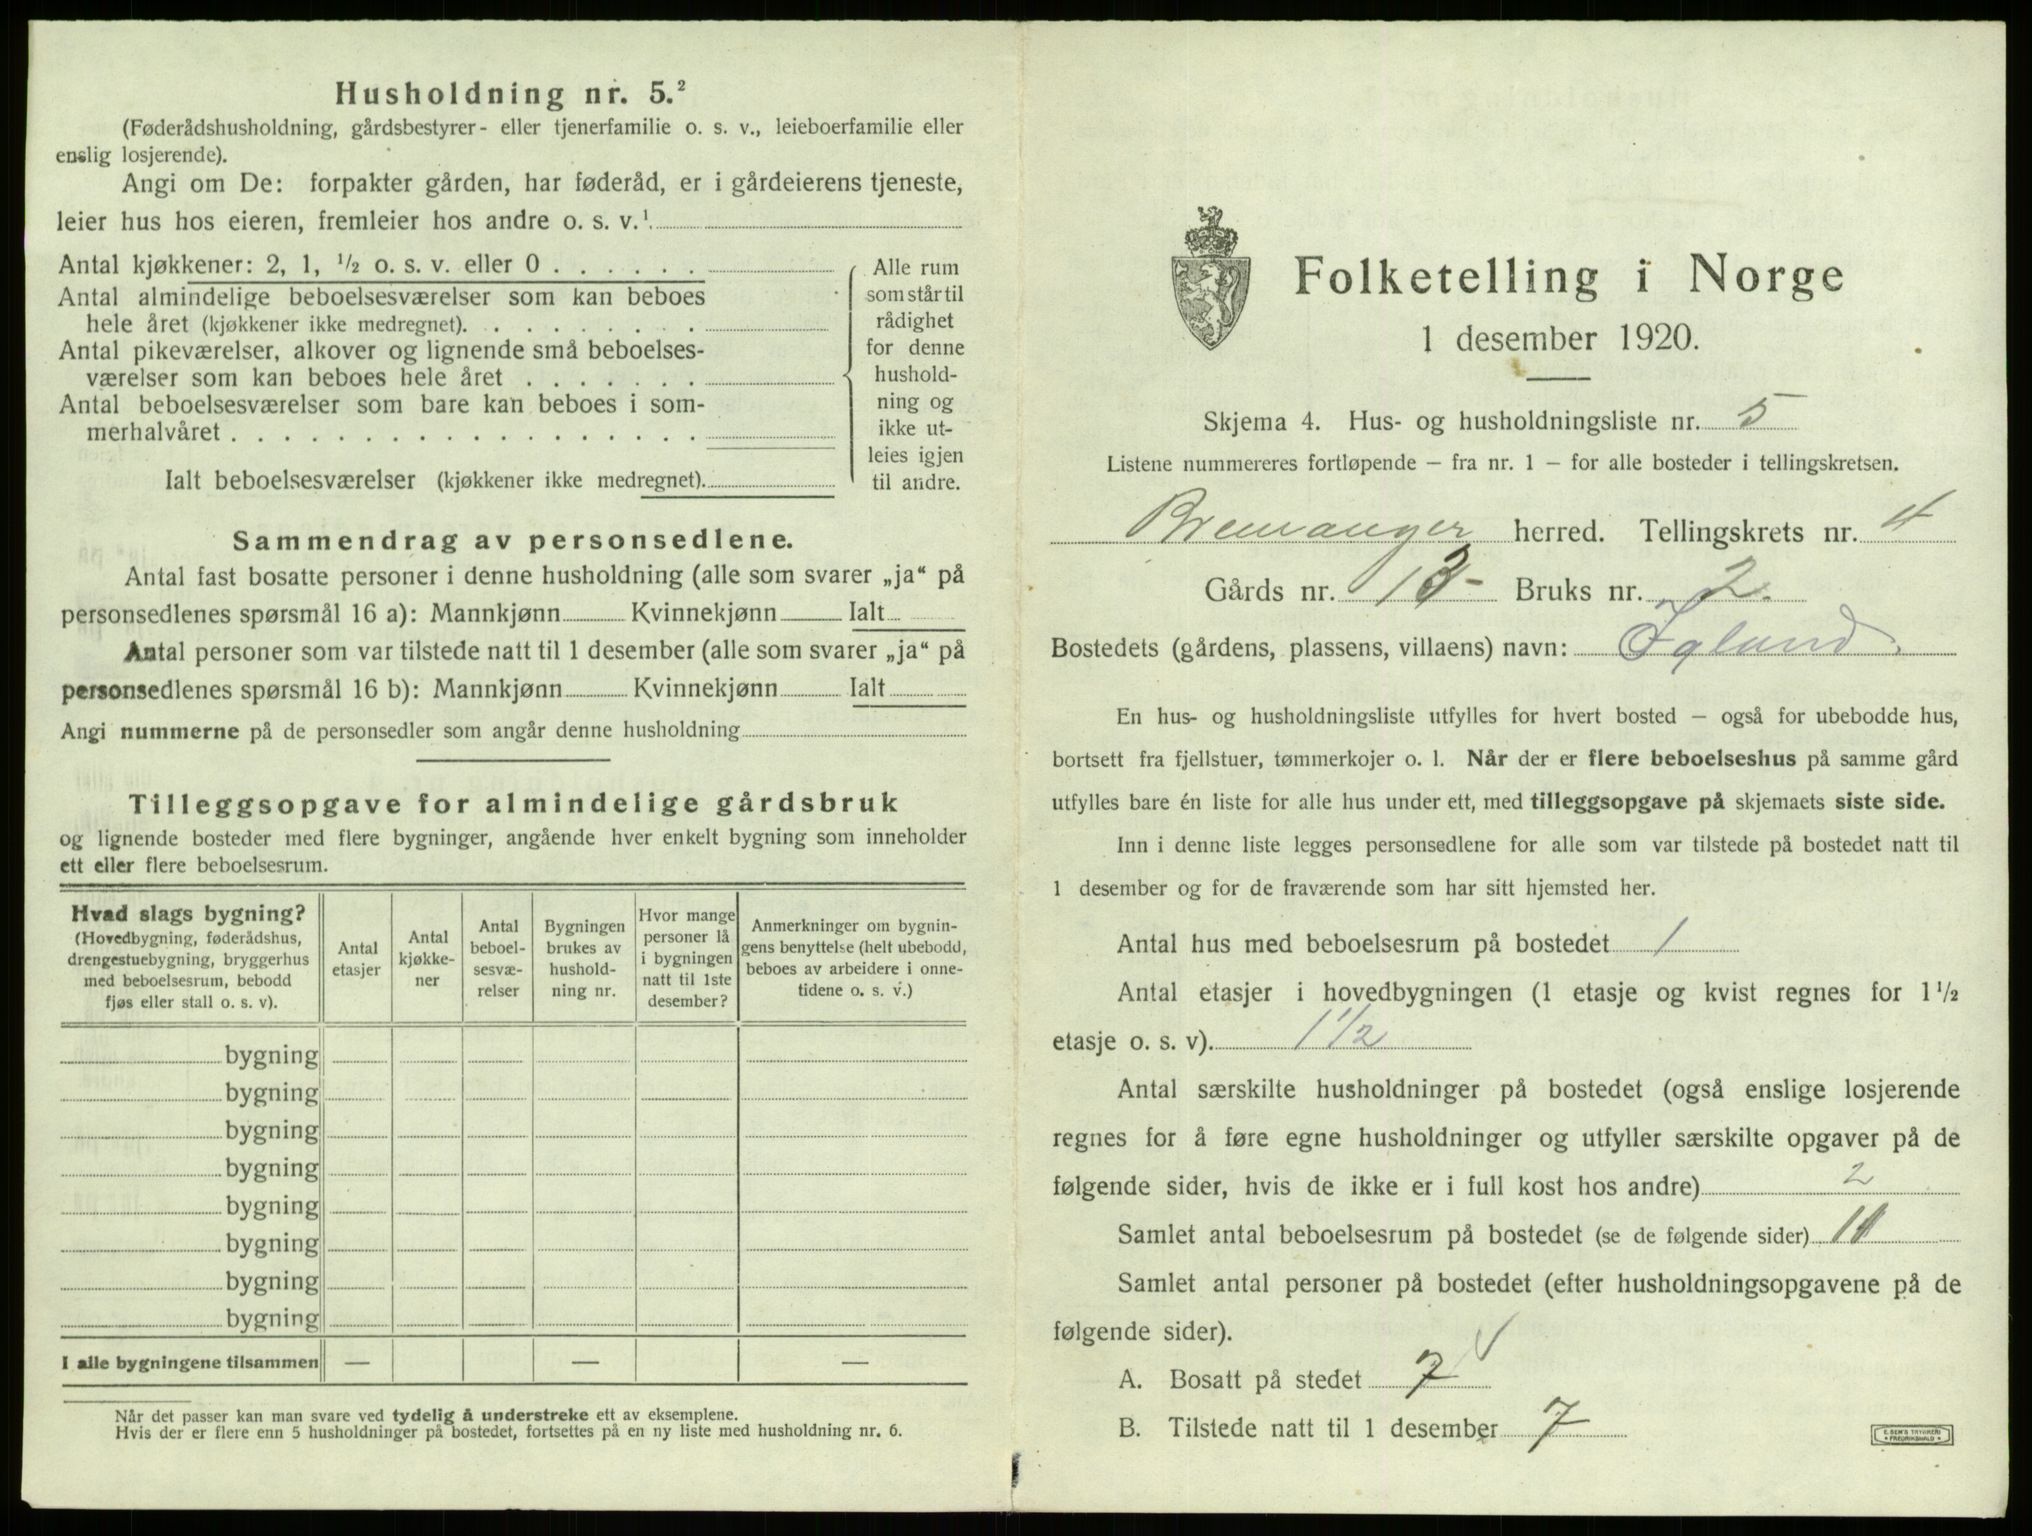 Husholdning nr. 5.²
(Føderådshusholdning, gårdsbestyrer- eller tjenerfamilie o. s. v., leieboerfamilie eller
enslig losjerende).
Angi om De: forpakter gården, har føderåd, er i gårdeierens tjeneste,
leier hus hos eieren, fremleier hos andre o. s. v.¹
Antal kjøkkener: 2, 1, ½ o. s. v. eller 0 . . . . . .
Antal almindelige beboelsesværelser som kan beboes
hele året (kjøkkener ikke medregnet). . . . . . . . .
Antal pikeværelser, alkover og lignende små beboelses-
værelser som kan beboes hele året . . . . . . .
Antal beboelsesværelser som bare kan beboes i som-
merhalvåret . . . . . . . . . . . . . . . . . .
Ialt beboelsesværelser (kjøkkener ikke medregnet).
Alle rum
som står til
rådighet
for denne
hushold-
ning og
ikke ut-
leies igjen
til andre.
Sammendrag av personsedlene.
Antal fast bosatte personer i denne husholdning (alle som svarer „ja“ på
personsedlenes spørsmål 16 a): Mannkjønn Kvinnekjønn Ialt
Antal personer som var tilstede natt til 1 desember (alle som svarer „ja“ på
personsedlenes spørsmål 16 b): Mannkjønn Kvinnekjønn Ialt
Angi nummerne på de personsedler som angår denne husholdning
Tilleggsopgave for almindelige gårdsbruk
og lignende bosteder med flere bygninger, angående hver enkelt bygning som inneholder
ett eller flere beboelsesrum.
Hvad slags bygning?
(Hovedbygning, føderådshus,
drengestuebygning, bryggerhus
med beboelsesrum, bebodd
fjøs eller stall o. s. v).
Antal
etasjer
Antal
kjøkke-
ner
Antal
beboel-
sesvæ-
relser
Bygningen
brukes av
hushold-
ning nr.
Hvor mange
personer lå
i bygningen
natt til 1ste
desember?
Anmerkninger om bygnin-
gens benyttelse (helt ubebodd,
beboes av arbeidere i onne-
tidene o. s. v.)
bygning
bygning
bygning
bygning
bygning
bygning
bygning
bygning
I alle bygningene tilsammen — — —
Når det passer kan man svare ved tydelig å understreke ett av eksemplene.
Hvis der er flere enn 5 husholdninger på bostedet, fortsettes på en ny liste med husholdning nr. 6.
Folketelling i Norge
1 desember 1920.
Skjema 4. Hus- og husholdningsliste nr. 5
Listene nummereres fortløpende – fra nr. 1 – for alle bosteder i tellingskretsen.
Bremanger herred. Tellingskrets nr. 4
Gårds nr. 13- Bruks nr. 2.
Bostedets (gårdens, plassens, villaens) navn: Igland.
En hus- og husholdningsliste utfylles for hvert bosted – også for ubebodde hus,
bortsett fra fjellstuer, tømmerkojer o. l. Når der er flere beboelseshus på samme gård
utfylles bare én liste for alle hus under ett, med tilleggsopgave på skjemaets siste side.
Inn i denne liste legges personsedlene for alle som var tilstede på bostedet natt til
1 desember og for de fraværende som har sitt hjemsted her.
Antal hus med beboelsesrum på bostedet 1
Antal etasjer i hovedbygningen (1 etasje og kvist regnes for 1½
etasje o. s. v). 1½
Antal særskilte husholdninger på bostedet (også enslige losjerende
regnes for å føre egne husholdninger og utfyller særskilte opgaver på de
følgende sider, hvis de ikke er i full kost hos andre) 2
Samlet antal beboelsesrum på bostedet (se de følgende sider)
Samlet antal personer på bostedet (efter husholdningsopgavene på de
følgende sider).
A. Bosatt på stedet 7
B. Tilstede natt til 1 desember 7
E. SEM'S TRYKKERI
FREDRIKSHALD